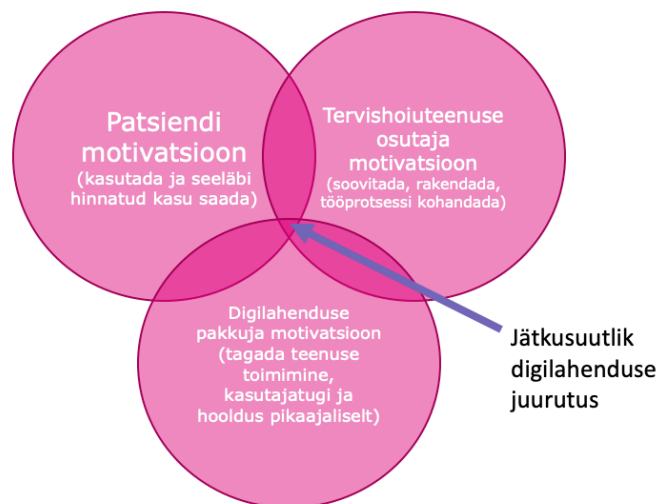 Patsiendi
motivatsioon
(kasutada ja seeläbi
hinnatud kasu saada)
Tervishoiuteenuse
osutaja
motivatsioon
(soovitada, rakendada,
tööprotsessi kohandada)
Digilahenduse
pakkuja motivatsioon
(tagada teenuse
toimimine,
kasutajatugi ja
hooldus pikaajaliselt)
Jätkusuutlik
digilahenduse
juurutus